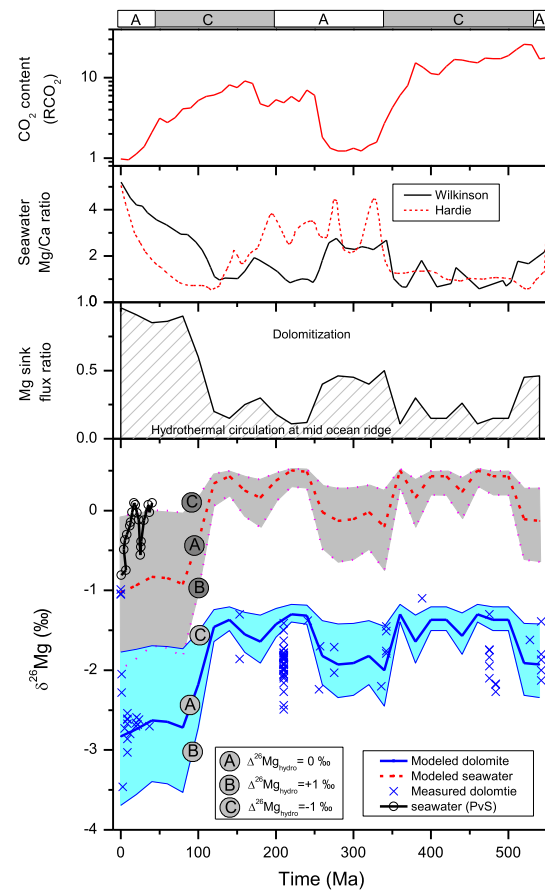 A C A C A
CO2 content
(RCO2)
10
1
Seawater
Mg/Ca ratio
4
2
Wilkinson
Hardie
Mg sink
flux ratio
1.0
0.5
0.0
Dolomitization
Hydrothermal circulation at mid ocean ridge
δ26Mg (‰)
0
-1
-2
-3
-4
C
A
B
C
A
B
A Δ26Mghydro= 0 ‰
B Δ26Mghydro=+1 ‰
C Δ26Mghydro=-1 ‰
Modeled dolomite
Modeled seawater
Measured dolomtie
seawater (PvS)
0 100 200 300 400 500
Time (Ma)